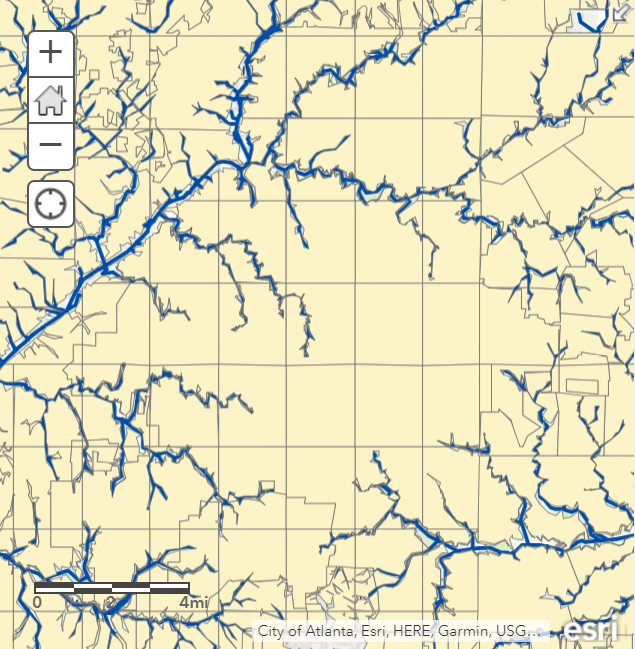 +
−
0 2 4mi
City of Atlanta, Esri, HERE, Garmin, USG...
esri